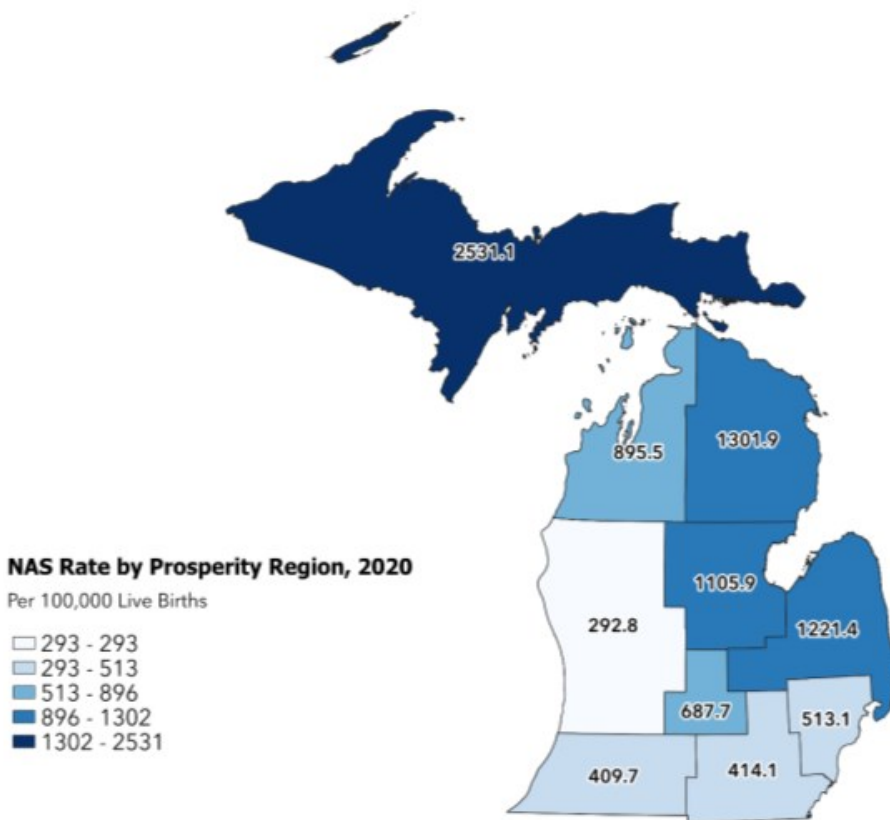 2531.1
1301.9
895.5
NAS Rate by Prosperity Region, 2020
Per 100,000 Live Births
293 - 293
293 - 513
513 - 896
896 - 1302
1302 - 2531
1105.9
292.8
1221.4
687.7
513.1
414.1
409.7